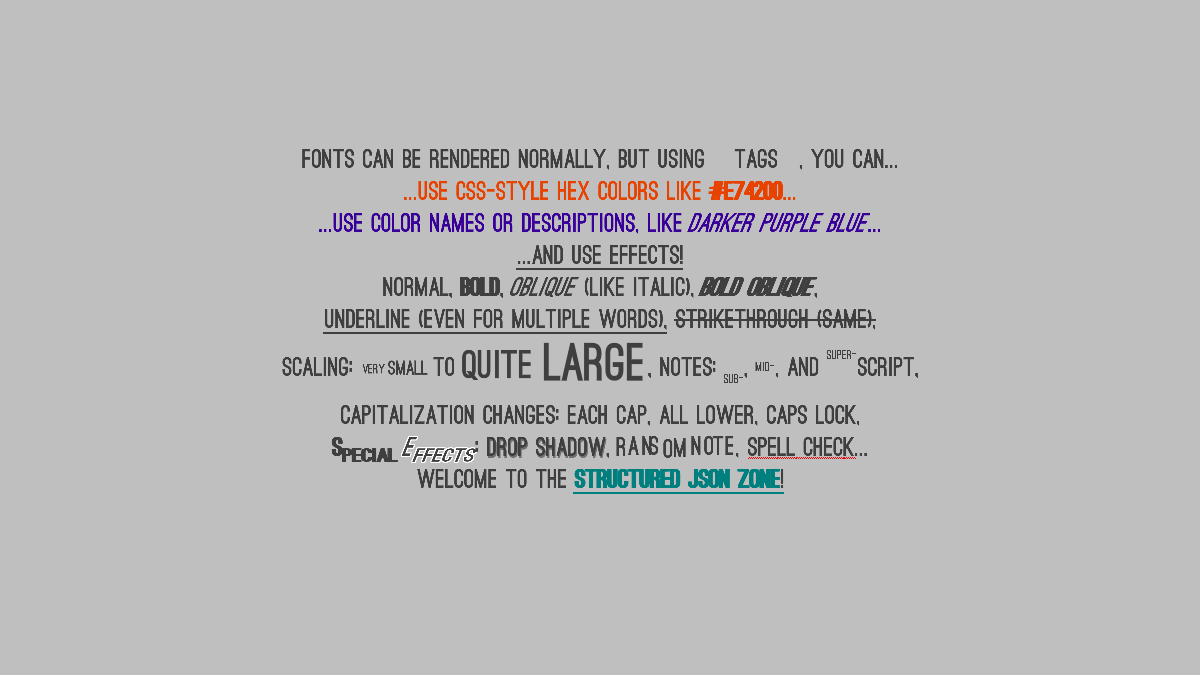 FONTS CAN BE RENDERED NORMALLY, BUT USING TAGS , YOU CAN...
...USE CSS-STYLE HEX COLORS LIKE #E74200...
...USE COLOR NAMES OR DESCRIPTIONS, LIKE DARKER PURPLE BLUE...
...AND USE EFFECTS!
NORMAL, BOLD, OBLIQUE (LIKE ITALIC), BOLD OBLIQUE,
UNDERLINE (EVEN FOR MULTIPLE WORDS), STRIKETHROUGH (SAME),
SCALING: VERY SMALL TO QUITE LARGE, NOTES: SUB-, MID-, AND SUPER-SCRIPT,
CAPITALIZATION CHANGES: EACH CAP, ALL LOWER, CAPS LOCK,
SPECIAL EFFECTS: DROP SHADOW, RANSOM NOTE, SPELL CHECK...
WELCOME TO THE STRUCTURED JSON ZONE!